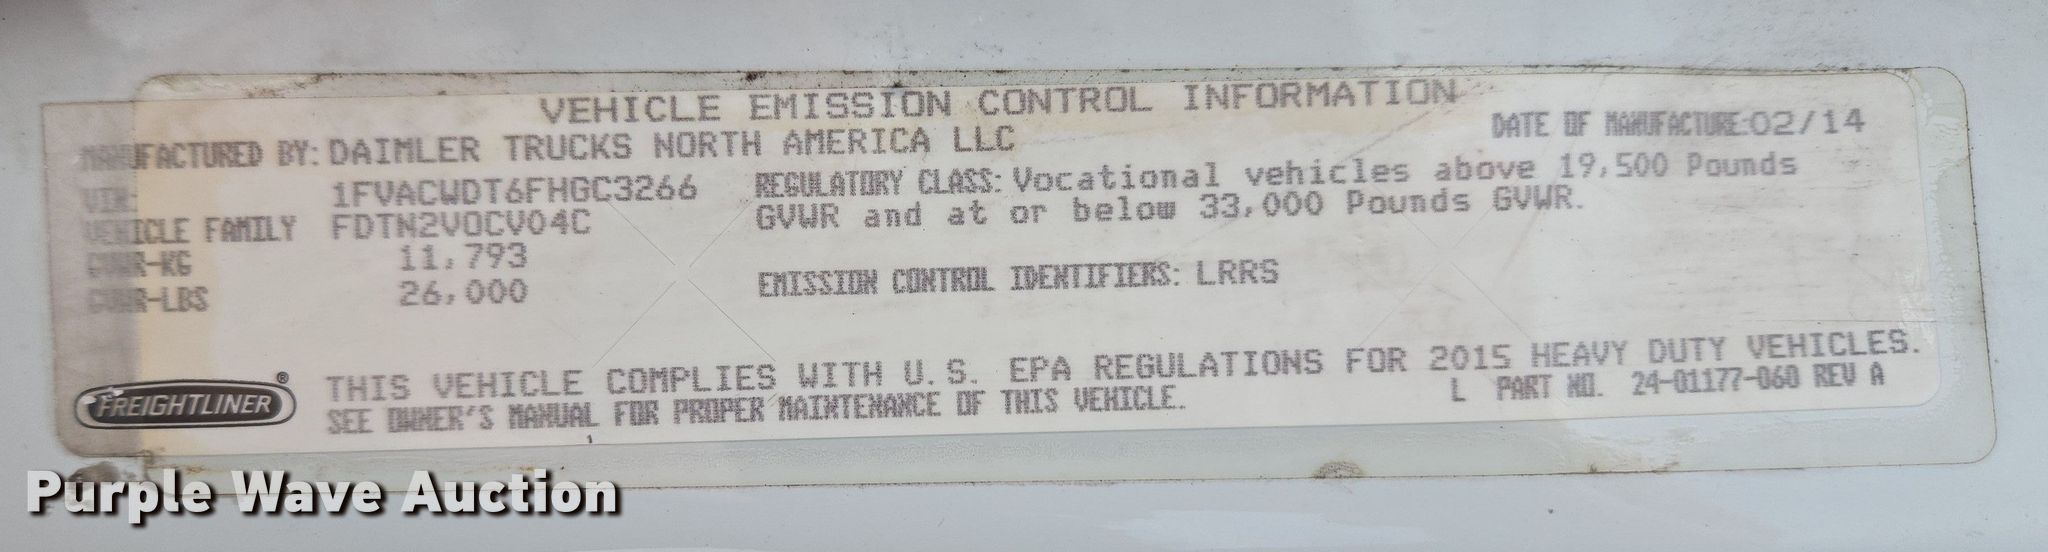 VEHICLE EMISSION CONTROL INFORMATION
MANUFACTURED BY: DAIMLER TRUCKS NORTH AMERICA LLC
DATE OF MANUFACTURE: 02/14
VIN: 1FVACWDT6FHGC3266
REGULATORY CLASS: Vocational vehicles above 19,500 Pounds
GVWR and at or below 33,000 Pounds GVWR.
VEHICLE FAMILY FDTN2VOCV04C
GVWR-KG 11,793
GVWR-LBS 26,000
EMISSION CONTROL IDENTIFIERS: LRRS
THIS VEHICLE COMPLIES WITH U.S. EPA REGULATIONS FOR 2015 HEAVY DUTY VEHICLES.
SEE OWNER'S MANUAL FOR PROPER MAINTENANCE OF THIS VEHICLE.
L PART NO. 24-01177-060 REV A
FREIGHTLINER®
Purple Wave Auction